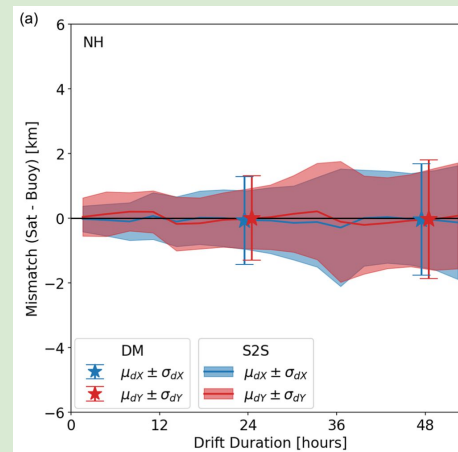 (a)
NH
6
4
2
0
−2
−4
−6
Mismatch (Sat - Buoy) [km]
DM
μdX ± σdX
μdY ± σdY
S2S
μdX ± σdX
μdY ± σdY
0 12 24 36 48
Drift Duration [hours]